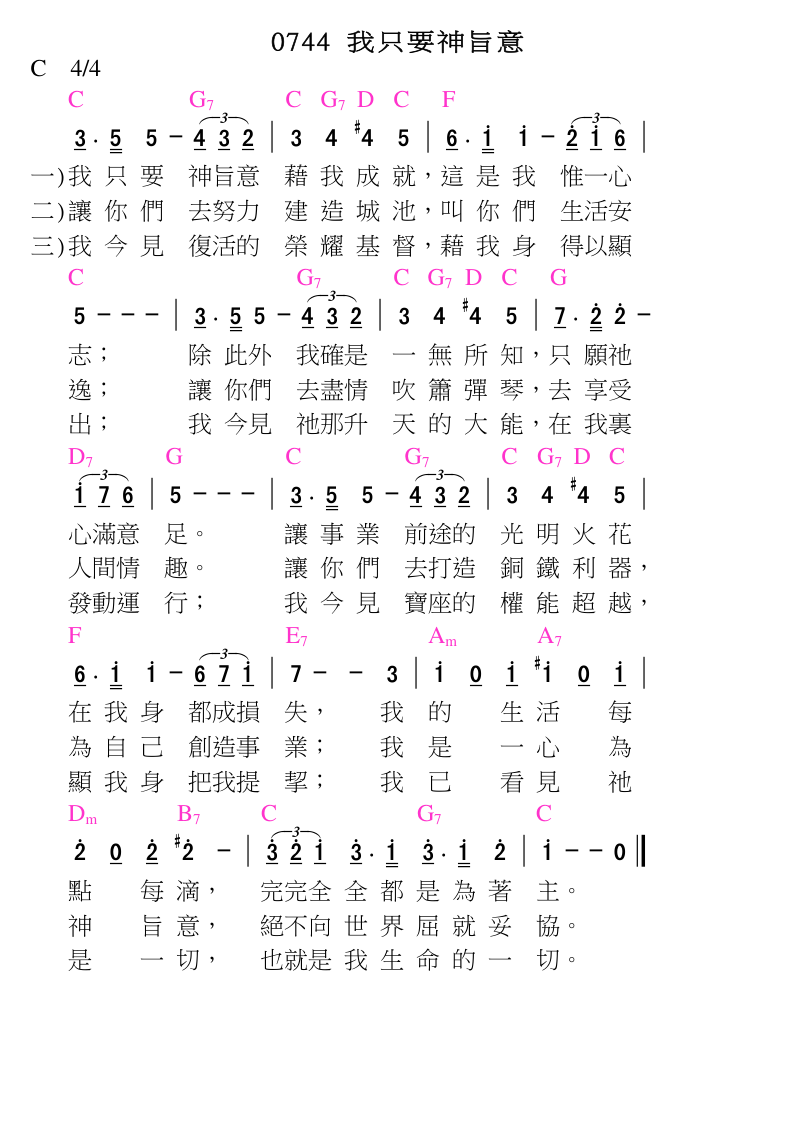 0744 我只要神旨意
C 4/4
C G7 C G7 D C F
3. 5 5 - 4 3 2 | 3 4 #4 5 | 6. i i - 2 i 6 |
一)我 只 要 神旨意 藉 我 成 就，這 是 我 惟一心
二)讓 你 們 去努力 建 造 城 池，叫 你 們 生活安
三)我 今 見 復活的 榮 耀 基 督，藉 我 身 得以顯
C G7 C G7 D C G
5 - - - | 3. 5 5 - 4 3 2 | 3 4 #4 5 | 7. 2 2 -
志； 除 此外 我確是 一 無 所 知，只 願祂
逸； 讓 你們 去盡情 吹 簫 彈 琴，去 享受
出； 我 今見 祂那升 天 的 大 能，在 我裏
D7 G C G7 C G7 D C
i 7 6 | 5 - - - | 3. 5 5 - 4 3 2 | 3 4 #4 5 |
心滿意 足。 讓 事 業 前途的 光 明 火 花
人間情 趣。 讓 你 們 去打造 銅 鐵 利 器，
發動運 行； 我 今 見 寶座的 權 能 超 越，
F E7 Am A7
6. i i - 6 7 i | 7 - - 3 | i 0 i #i 0 i |
在 我 身 都成損 失， 我 的 生 活 每
為 自 己 創造事 業； 我 是 一 心 為
顯 我 身 把我提 挈； 我 已 看 見 祂
Dm B7 C G7 C
2 0 2 #2 - | 3 2 i 3. i 3. i 2 | i - - 0 ‖
點 每 滴， 完完全 全 都 是 為 著 主。
神 旨 意， 絕不向 世 界 屈 就 妥 協。
是 一 切， 也就是 我 生 命 的 一 切。